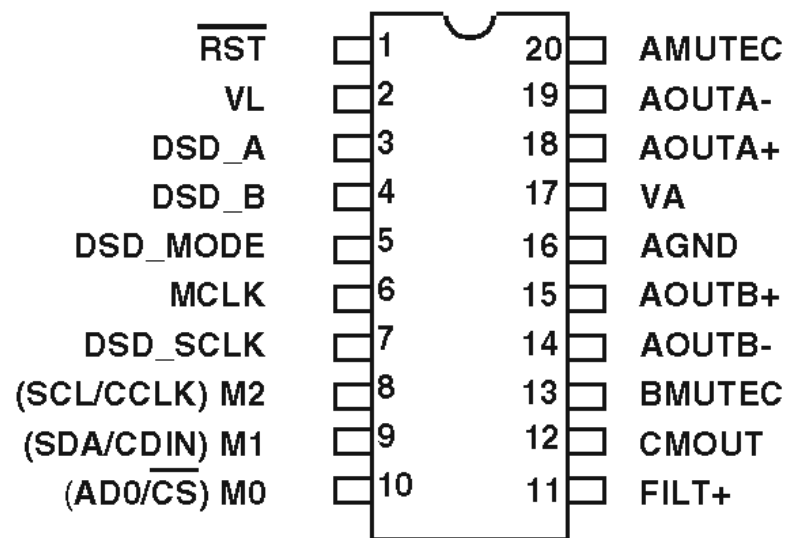 R̅S̅T̅ 1 20 AMUTEC
VL 2 19 AOUTA-
DSD_A 3 18 AOUTA+
DSD_B 4 17 VA
DSD_MODE 5 16 AGND
MCLK 6 15 AOUTB+
DSD_SCLK 7 14 AOUTB-
(SCL/CCLK) M2 8 13 BMUTEC
(SDA/CDIN) M1 9 12 CMOUT
(AD0/C̅S̅) M0 10 11 FILT+